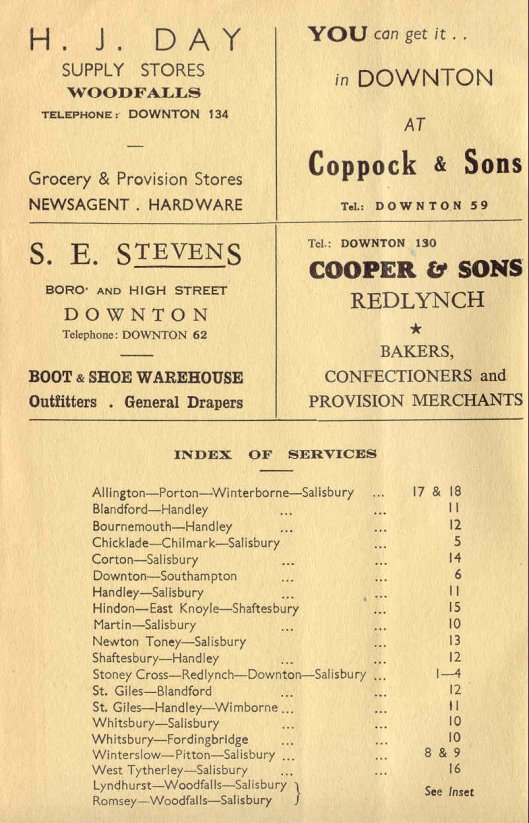 H. J. DAY
SUPPLY STORES
WOODFALLS
TELEPHONE: DOWNTON 134
Grocery & Provision Stores
NEWSAGENT . HARDWARE
YOU can get it . .
in DOWNTON
AT
Coppock & Sons
Tel.: DOWNTON 59
S. E. STEVENS
BORO' AND HIGH STREET
DOWNTON
Telephone: DOWNTON 62
BOOT & SHOE WAREHOUSE
Outfitters . General Drapers
Tel.: DOWNTON 130
COOPER & SONS
REDLYNCH
★
BAKERS,
CONFECTIONERS and
PROVISION MERCHANTS
INDEX OF SERVICES
Allington—Porton—Winterborne—Salisbury ... 17 & 18
Blandford—Handley ... ... 11
Bournemouth—Handley ... ... 12
Chicklade—Chilmark—Salisbury ... 5
Corton—Salisbury ... ... 14
Downton—Southampton ... ... 6
Handley—Salisbury ... ... 11
Hindon—East Knoyle—Shaftesbury ... 15
Martin—Salisbury ... ... 10
Newton Toney—Salisbury ... 13
Shaftesbury—Handley ... ... 12
Stoney Cross—Redlynch—Downton—Salisbury ... 1—4
St. Giles—Blandford ... ... 12
St. Giles—Handley—Wimborne ... ... 11
Whitsbury—Salisbury ... ... 10
Whitsbury—Fordingbridge ... ... 10
Winterslow—Pitton—Salisbury ... ... 8 & 9
West Tytherley—Salisbury ... ... 16
Lyndhurst—Woodfalls—Salisbury } See Inset
Romsey—Woodfalls—Salisbury